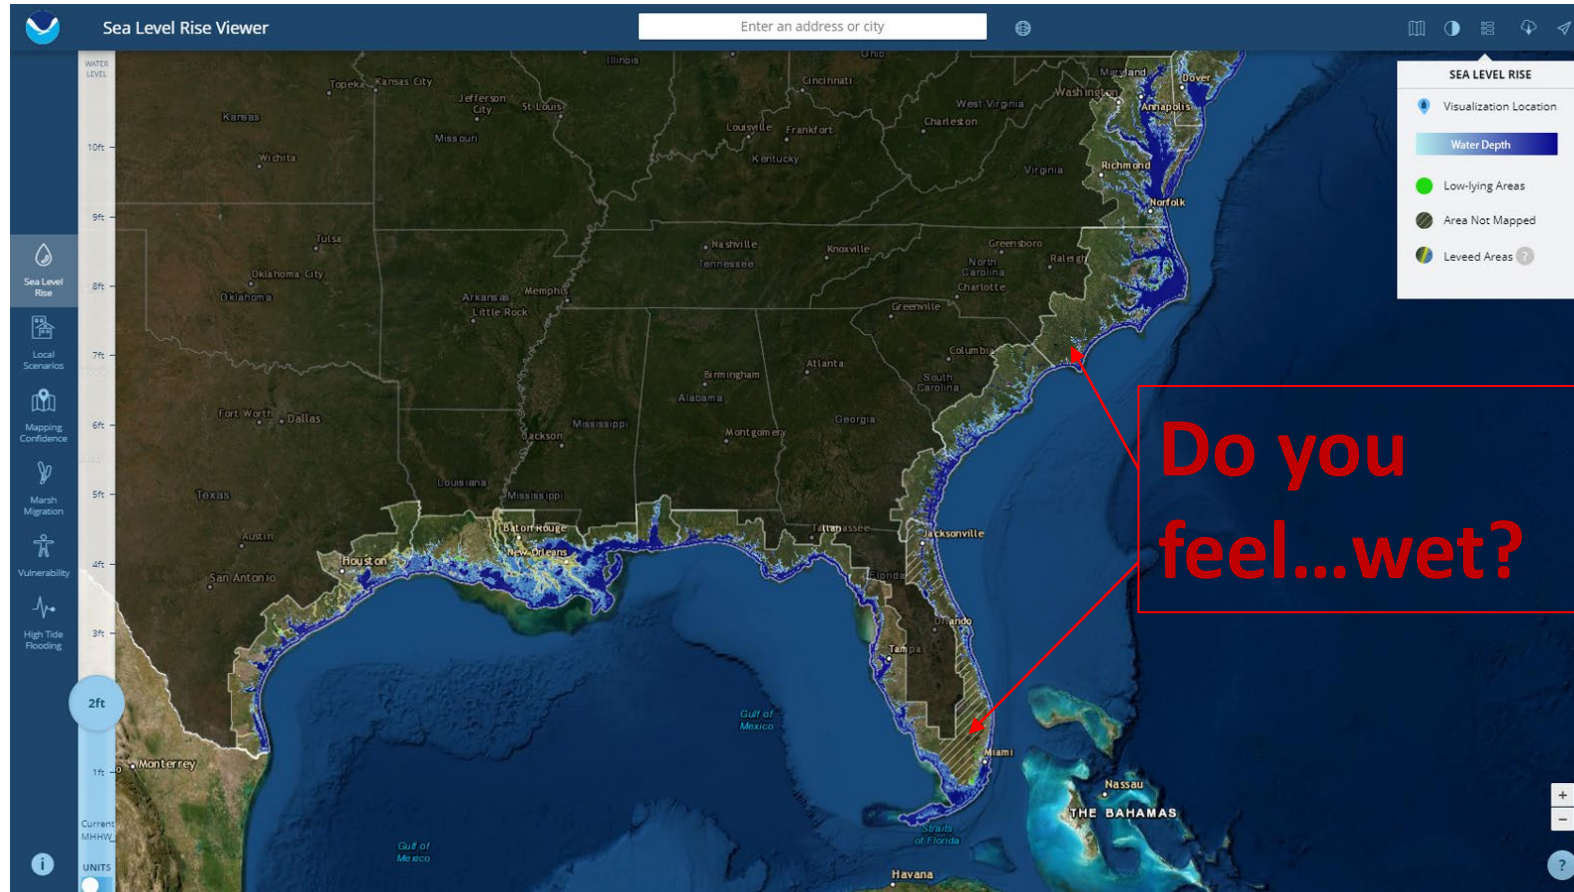 Sea Level Rise Viewer
Enter an address or city
WATER
LEVEL
10ft
9ft
8ft
7ft
6ft
5ft
4ft
3ft
2ft
1ft
Current
MHHW
UNITS
Sea Level
Rise
Local
Scenarios
Mapping
Confidence
Marsh
Migration
Vulnerability
High Tide
Flooding
i
SEA LEVEL RISE
Visualization Location
Water Depth
Low-lying Areas
Area Not Mapped
Leveed Areas ?
Illinois
Ohio
Topeka
Kansas City
Jefferson
City
St Louis
Cincinnati
Maryland
Dover
Washington
Annapolis
West Virginia
Kansas
Missouri
Louisville
Frankfort
Charleston
Wichita
Kentucky
Virginia
Richmond
Norfolk
Tulsa
Nashville
Tennessee
Knoxville
Greensboro
North
Carolina
Raleigh
Charlotte
Oklahoma City
Oklahoma
Arkansas
Memphis
Little Rock
Greenville
Columbia
South
Carolina
Atlanta
Birmingham
Alabama
Georgia
Fort Worth
Dallas
Jackson
Mississippi
Montgomery
Texas
Louisiana
Mississippi
Baton Rouge
New Orleans
Tallahassee
Jacksonville
Austin
Houston
San Antonio
Florida
Orlando
Tampa
Miami
Gulf of
Mexico
Monterrey
Nassau
THE BAHAMAS
Straits
of Florida
Gulf of
Mexico
Havana
Do you
feel...wet?
+
−
?